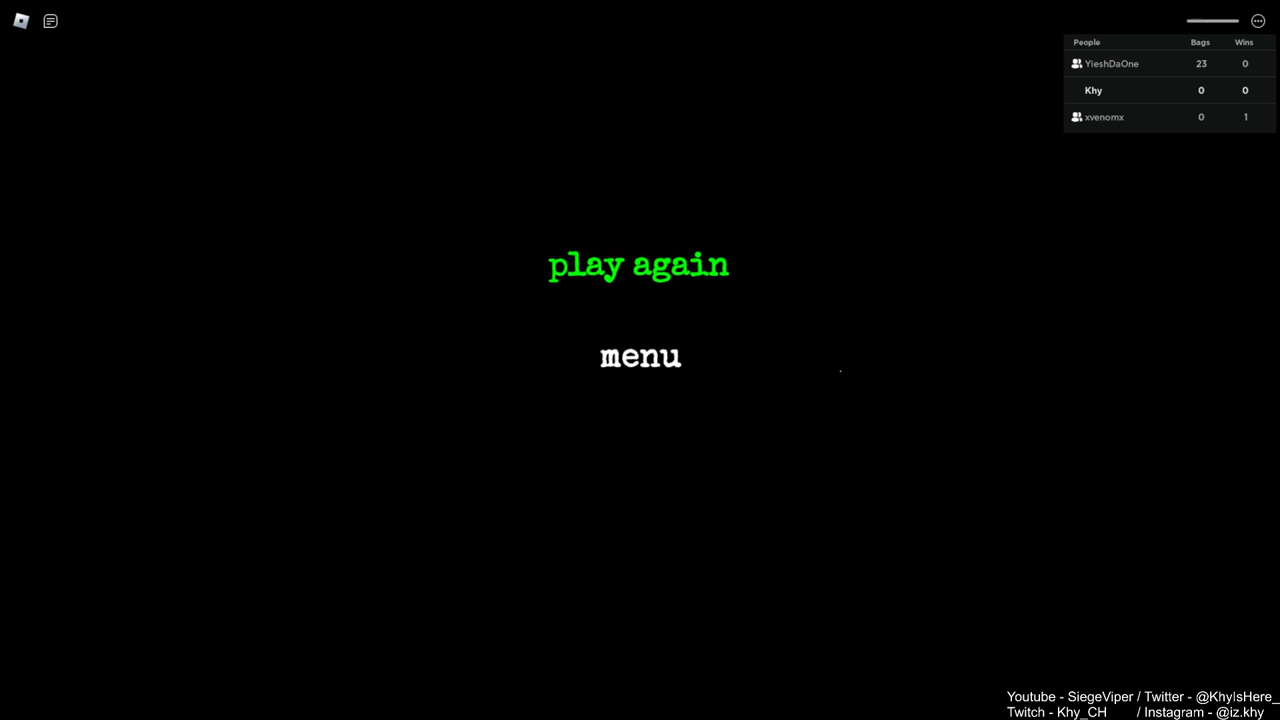 People Bags Wins
YieshDaOne 23 0
Khy 0 0
xvenomx 0 1
play again
menu
Youtube - SiegeViper / Twitter - @KhyIsHere_
Twitch - Khy_CH / Instagram - @iz.khy